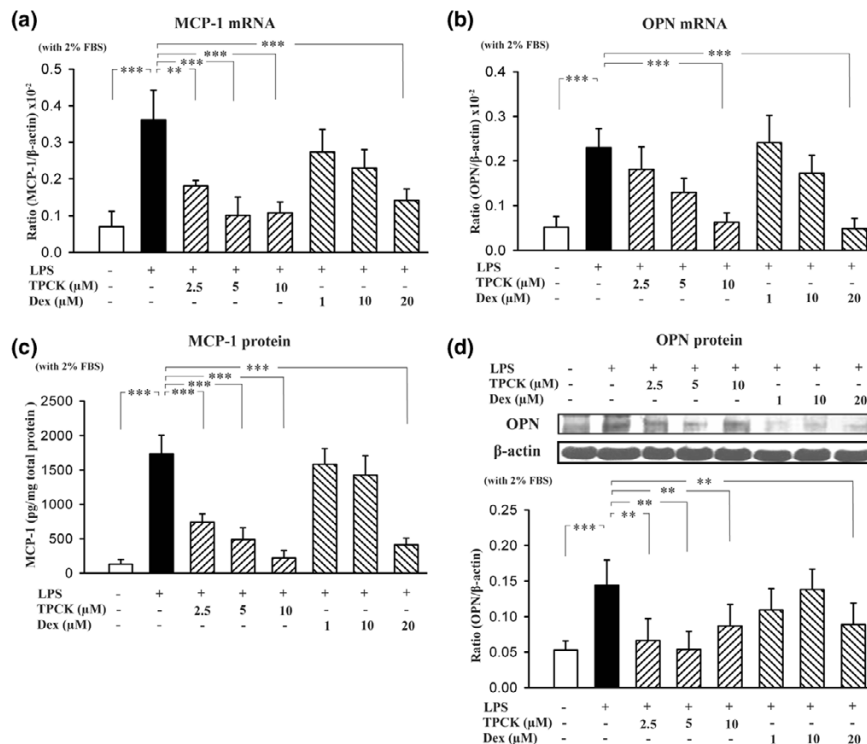 (a)
MCP-1 mRNA
(with 2% FBS)
***
***
***
*** **
Ratio (MCP-1/β-actin) x10⁻²
0.5
0.4
0.3
0.2
0.1
0.0
LPS - + + + + + + +
TPCK (μM) - - 2.5 5 10 - - -
Dex (μM) - - - - - 1 10 20
(b)
OPN mRNA
(with 2% FBS)
***
***
***
Ratio (OPN/β-actin) x10⁻²
0.4
0.3
0.2
0.1
0.0
LPS - + + + + + + +
TPCK (μM) - - 2.5 5 10 - - -
Dex (μM) - - - - - 1 10 20
(c)
MCP-1 protein
(with 2% FBS)
***
***
***
*** ***
MCP-1 (pg/mg total protein)
2000
1500
1000
500
0
LPS - + + + + + + +
TPCK (μM) - - 2.5 5 10 - - -
Dex (μM) - - - - - 1 10 20
(d)
OPN protein
LPS - + + + + + + +
TPCK (μM) - - 2.5 5 10 - - -
Dex (μM) - - - - - 1 10 20
OPN
β-actin
(with 2% FBS)
**
**
**
*** **
Ratio (OPN/β-actin)
0.20
0.15
0.10
0.05
0.00
LPS - + + + + + + +
TPCK (μM) - - 2.5 5 10 - - -
Dex (μM) - - - - - 1 10 20